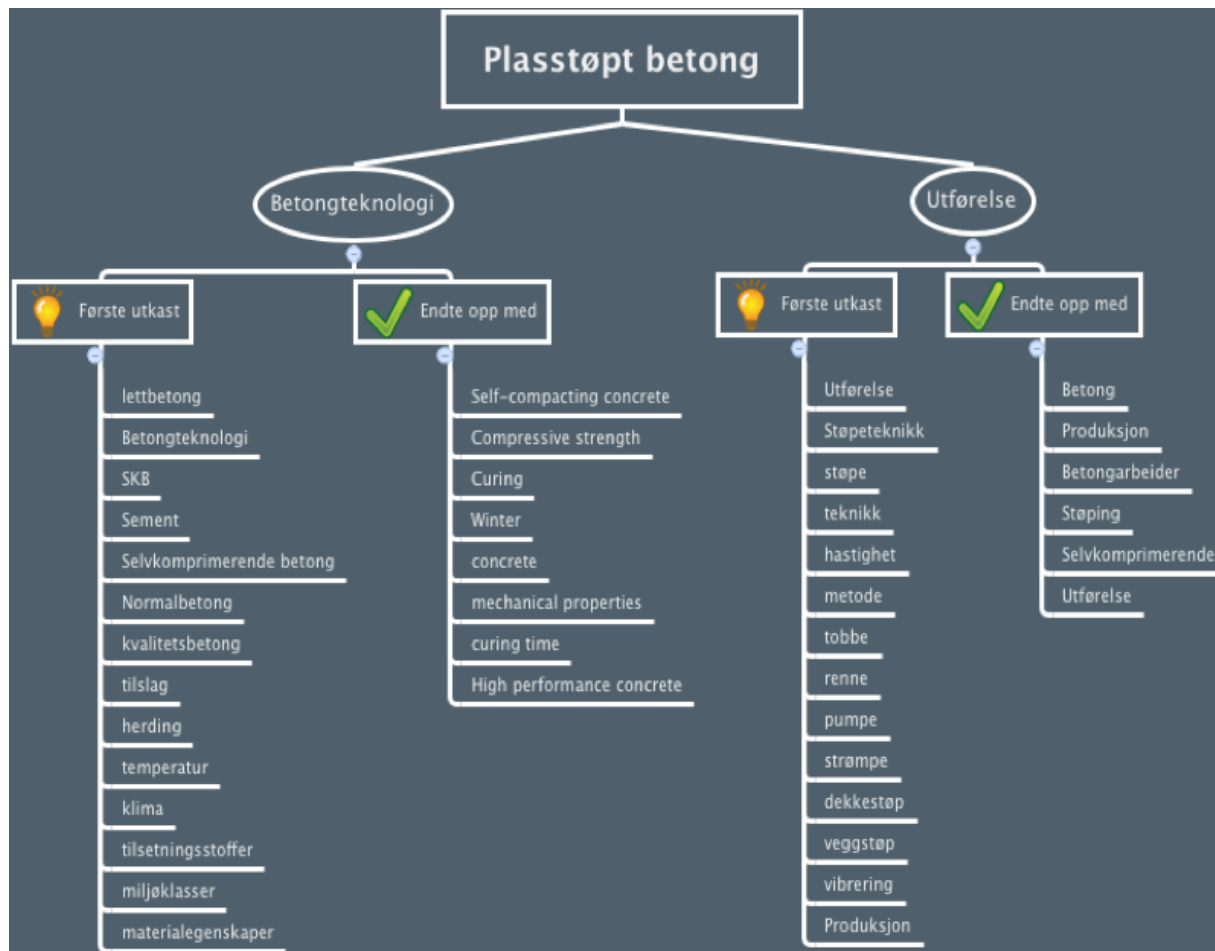 Plasstøpt betong
Betongteknologi
Første utkast
lettbetong
Betongteknologi
SKB
Sement
Selvkomprimerende betong
Normalbetong
kvalitetsbetong
tilslag
herding
temperatur
klima
tilsetningsstoffer
miljøklasser
materialegenskaper
Endte opp med
Self-compacting concrete
Compressive strength
Curing
Winter
concrete
mechanical properties
curing time
High performance concrete
Utførelse
Første utkast
Utførelse
Støpeteknikk
støpe
teknikk
hastighet
metode
tobbe
renne
pumpe
strømpe
dekkestøp
veggstøp
vibrering
Produksjon
Endte opp med
Betong
Produksjon
Betongarbeider
Støping
Selvkomprimerende
Utførelse